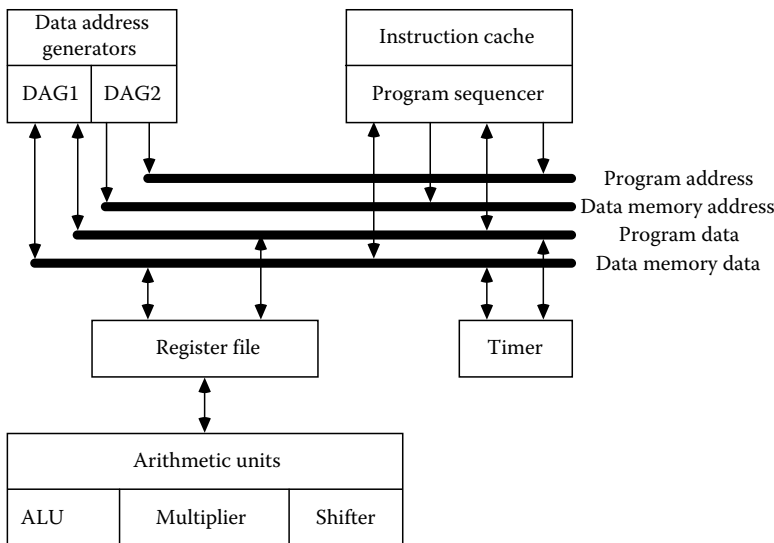 Data address
generators
DAG1
DAG2
Instruction cache
Program sequencer
Program address
Data memory address
Program data
Data memory data
Register file
Timer
Arithmetic units
ALU
Multiplier
Shifter